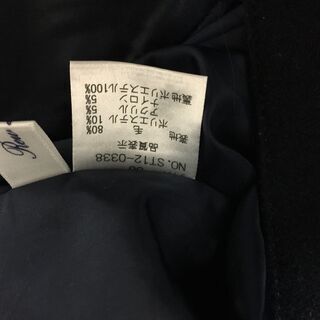 NO. ST12-0338
品質表示
表地
毛 80%
ポリエステル 10%
アクリル 5%
ナイロン 5%
裏地 ポリエステル100%